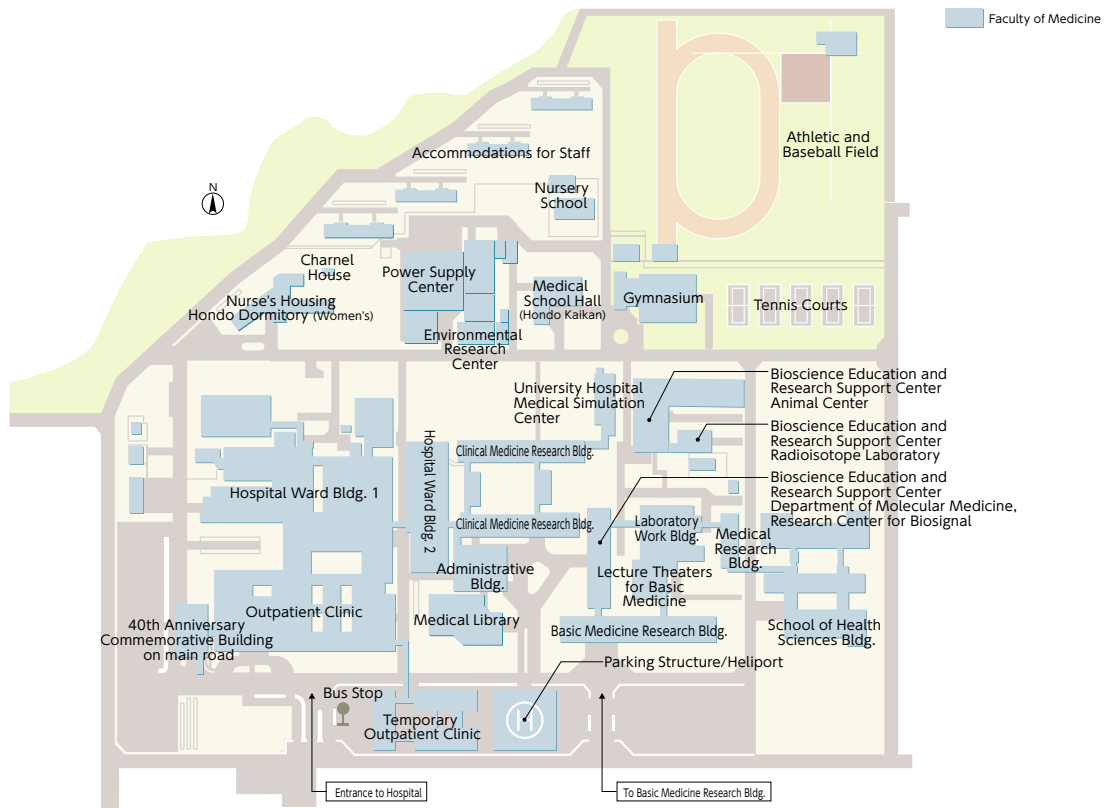 Faculty of Medicine
Athletic and
Baseball Field
Accommodations for Staff
N
Nursery
School
Charnel
House
Power Supply
Center
Medical
School Hall
(Hondo Kaikan)
Gymnasium
Tennis Courts
Nurse's Housing
Hondo Dormitory (Women's)
Environmental
Research
Center
University Hospital
Medical Simulation
Center
Bioscience Education and
Research Support Center
Animal Center
Bioscience Education and
Research Support Center
Radioisotope Laboratory
Bioscience Education and
Research Support Center
Department of Molecular Medicine,
Research Center for Biosignal
Clinical Medicine Research Bldg.
Hospital Ward Bldg. 1
Hospital Ward Bldg. 2
Clinical Medicine Research Bldg.
Laboratory
Work Bldg.
Medical
Research
Bldg.
Administrative
Bldg.
Lecture Theaters
for Basic
Medicine
Outpatient Clinic
Medical Library
Basic Medicine Research Bldg.
School of Health
Sciences Bldg.
40th Anniversary
Commemorative Building
on main road
Parking Structure/Heliport
Bus Stop
Temporary
Outpatient Clinic
H
Entrance to Hospital
To Basic Medicine Research Bldg.